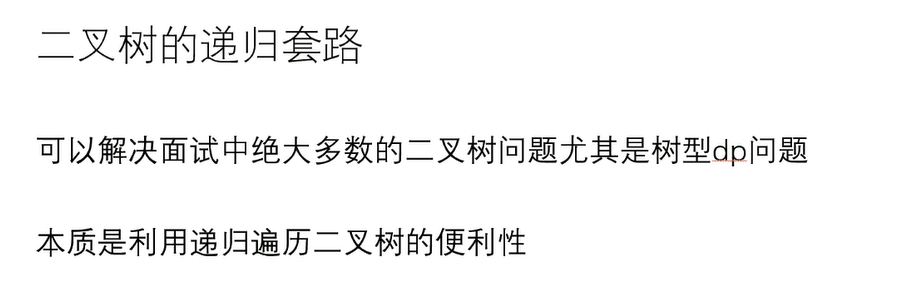 二叉树的递归套路
可以解决面试中绝大多数的二叉树问题尤其是树型dp问题
本质是利用递归遍历二叉树的便利性